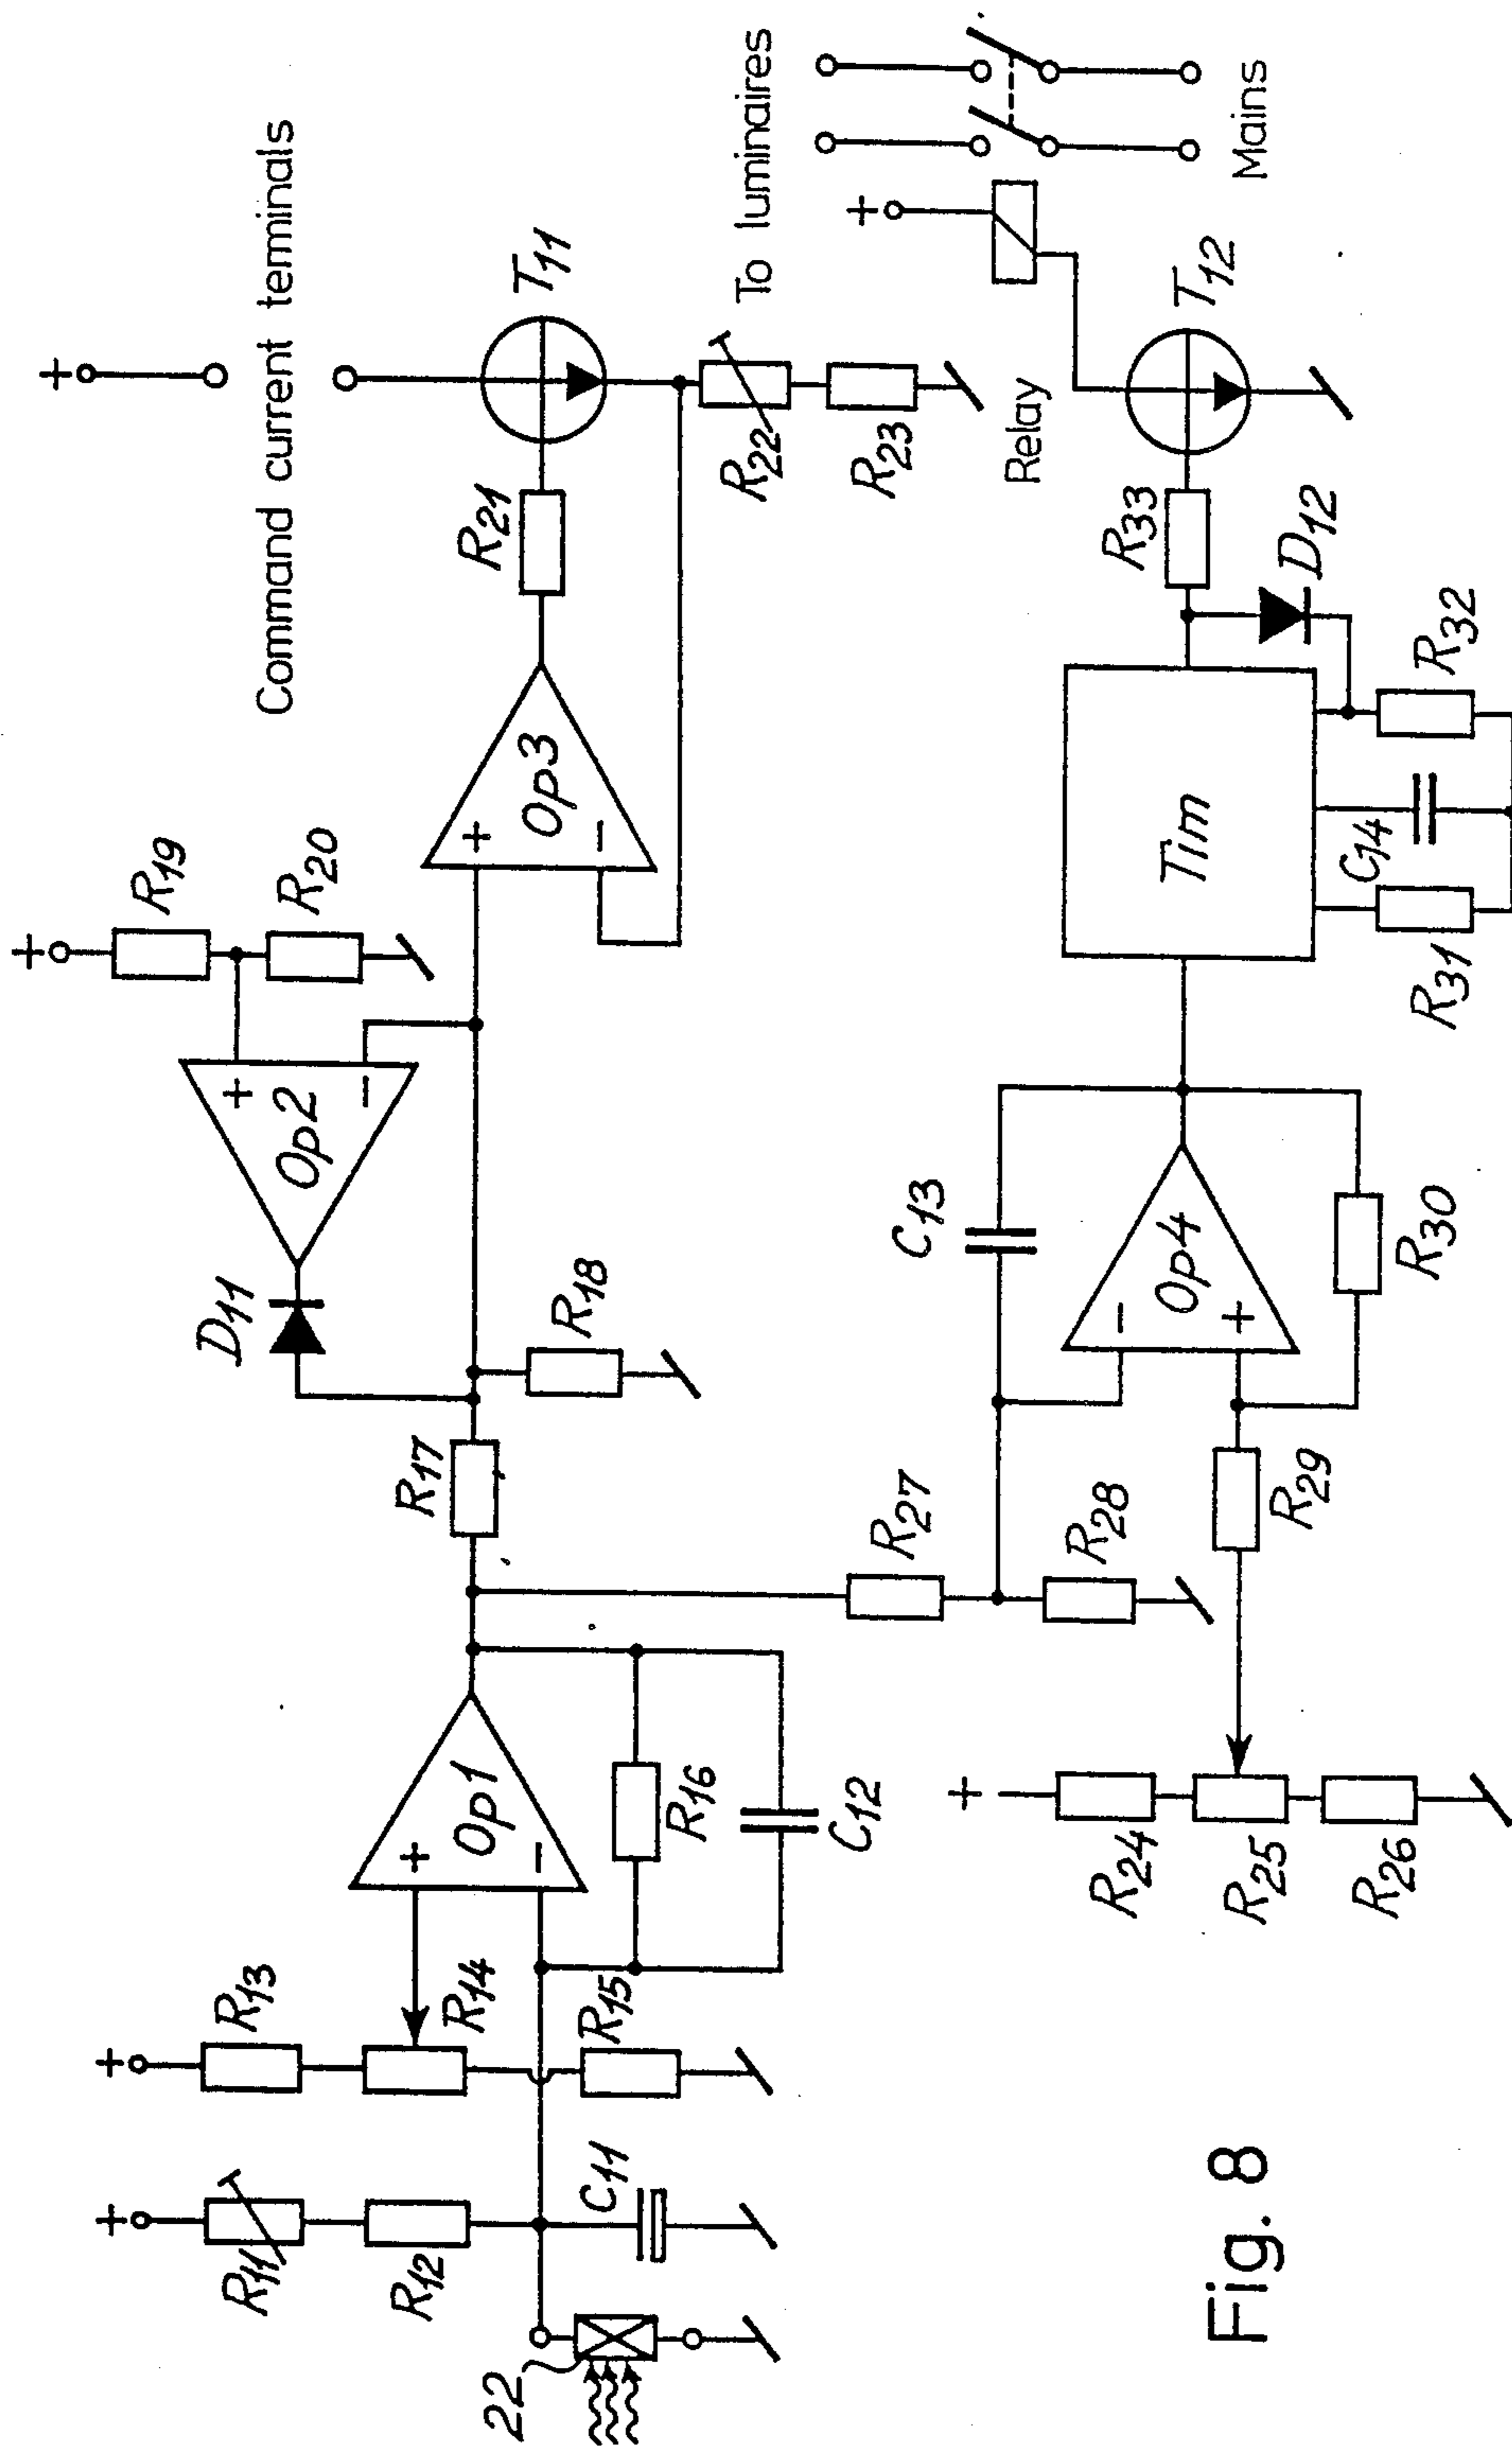 +
Command current teminals
+
R19
R20
+
Op2
-
D11
R17
R18
+
Op3
-
R21
T11
R22
R23
To luminaires
Mains
+
Relay
T12
R33
D12
Tim
R31
C14
R32
C13
-
Op4
+
R30
R27
R28
R29
+
R24
R25
R26
+
Op1
-
R16
C12
+
R13
R14
R15
+
R11
R12
C11
22
Fig. 8